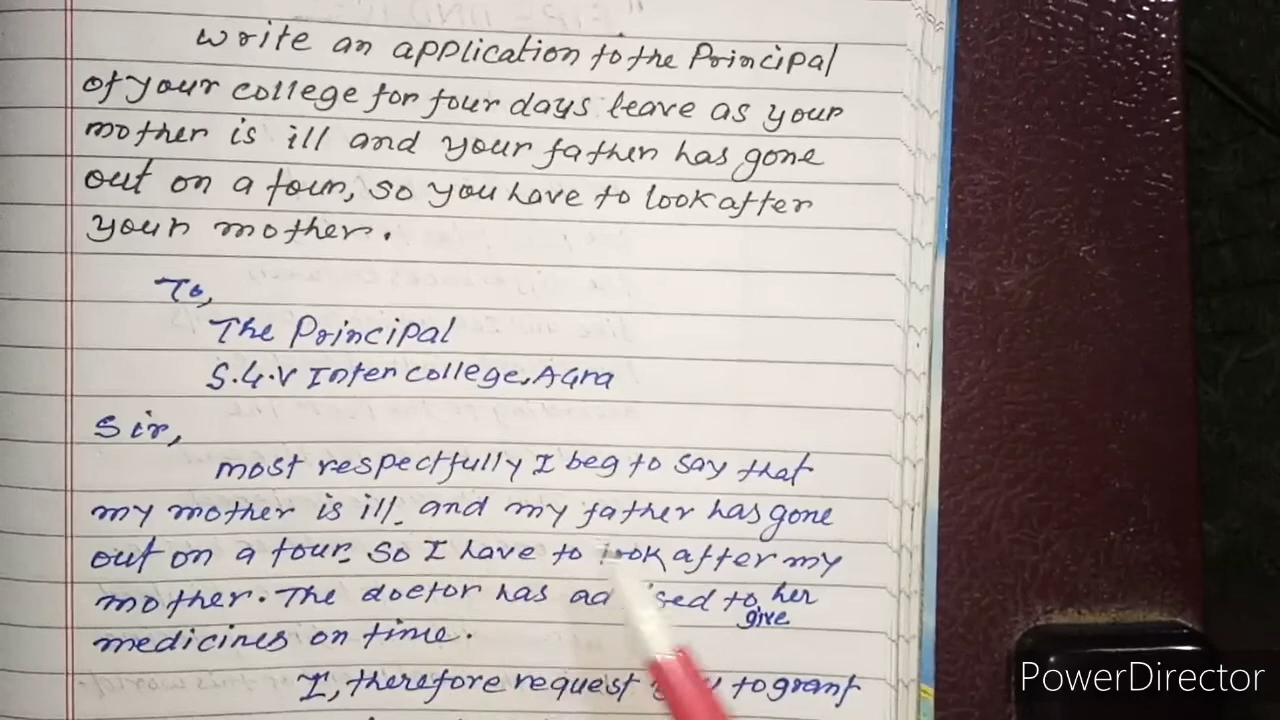 Write an application to the Principal
of your college for four days leave as your
mother is ill and your father has gone
out on a tour, so you have to look after
your mother.
To,
The Principal
S.G.V Inter college, Agra
Sir,
most respectfully I beg to say that
my mother is ill. and my father has gone
out on a tour. So I have to look after my
mother. The doctor has advised to give her
medicines on time.
I, therefore request you to grant
PowerDirector